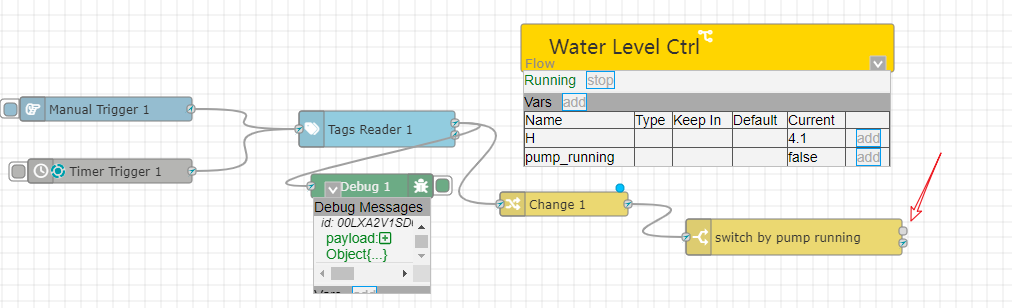 Water Level Ctrl
Flow
Running stop
Vars add
Name Type Keep In Default Current
H 4.1 add
pump_running false add
Manual Trigger 1
Tags Reader 1
Timer Trigger 1
Debug 1
Debug Messages
id: 00LXA2V1SD
payload:
Object{...}
Change 1
switch by pump running